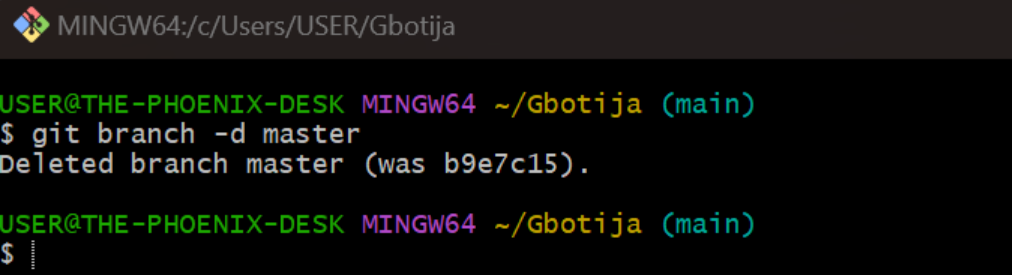 MINGW64:/c/Users/USER/Gbotija
USER@THE-PHOENIX-DESK MINGW64 ~/Gbotija (main)
$ git branch -d master
Deleted branch master (was b9e7c15).
USER@THE-PHOENIX-DESK MINGW64 ~/Gbotija (main)
$